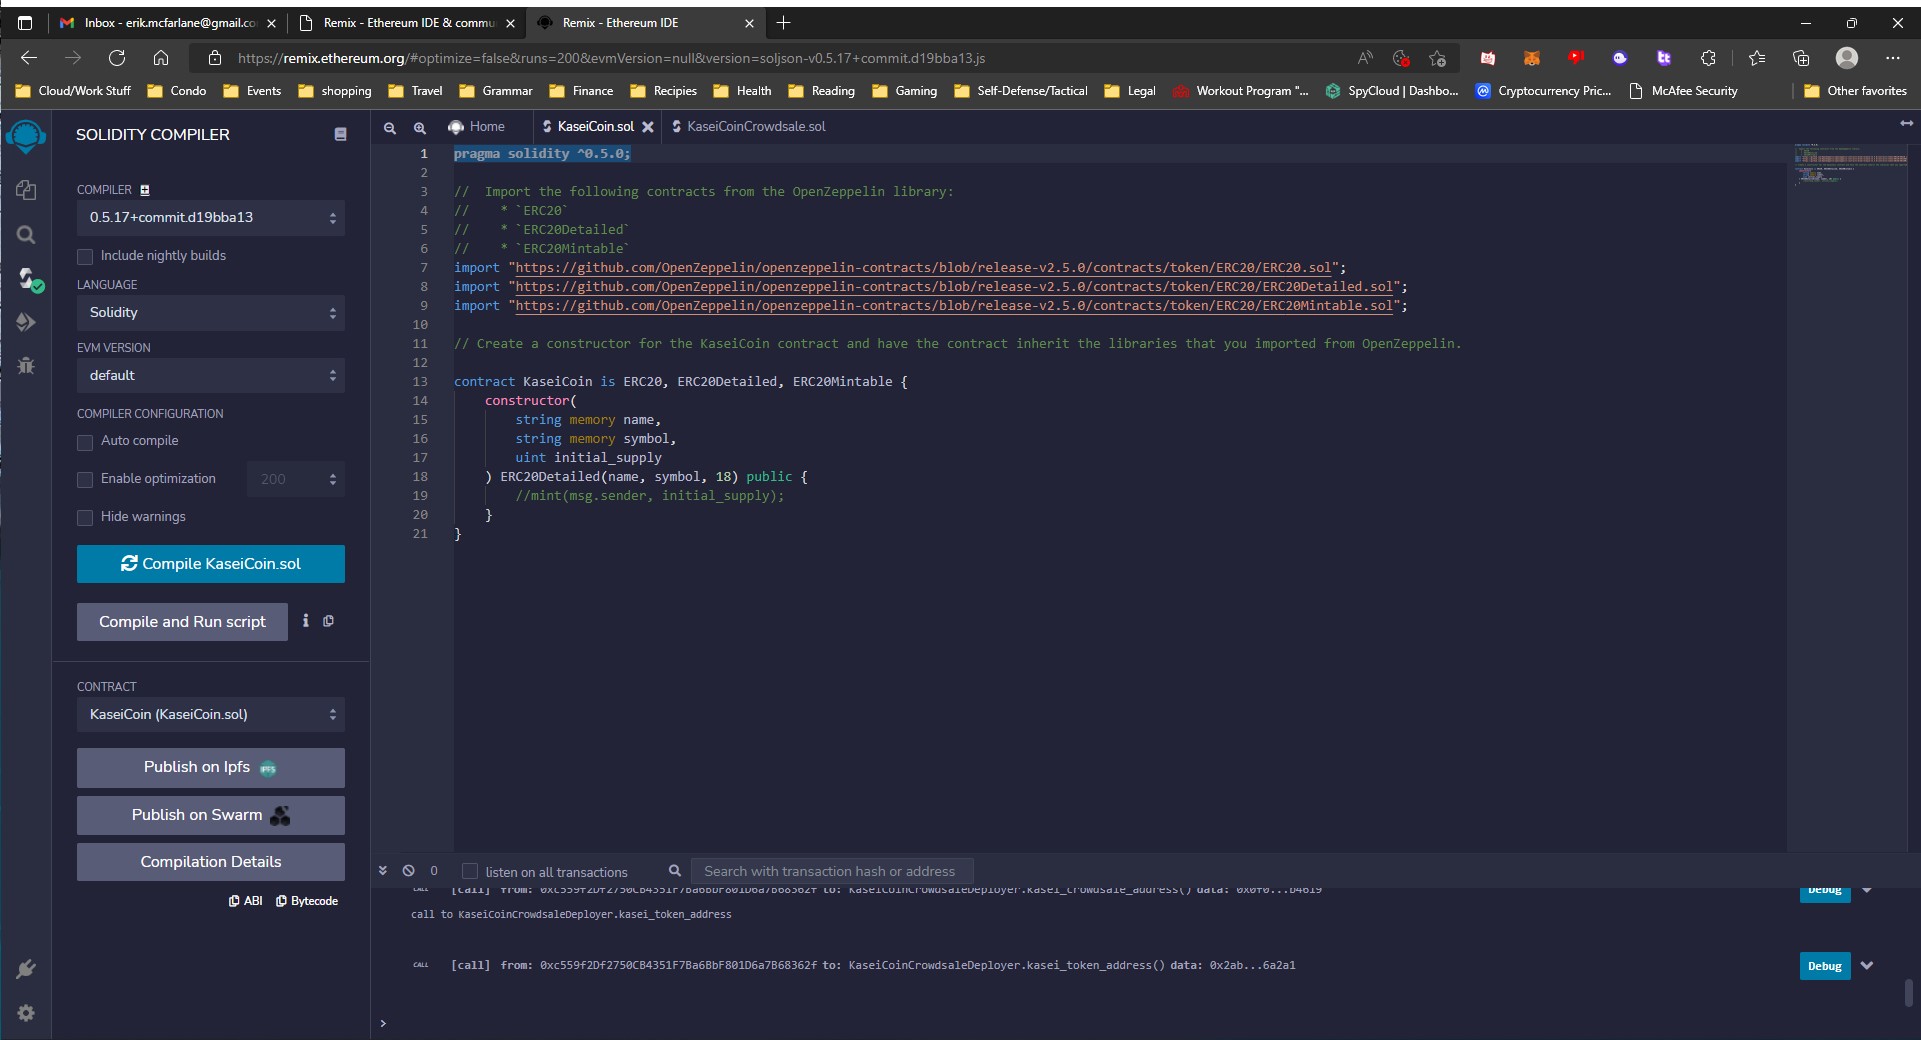 Inbox - erik.mcfarlane@gmail.co
Remix - Ethereum IDE & commu
Remix - Ethereum IDE
https://remix.ethereum.org/#optimize=false&runs=200&evmVersion=null&version=soljson-v0.5.17+commit.d19bba13.js
Cloud/Work Stuff
Condo
Events
shopping
Travel
Grammar
Finance
Recipies
Health
Reading
Gaming
Self-Defense/Tactical
Legal
Workout Program "...
SpyCloud | Dashbo...
Cryptocurrency Pric...
McAfee Security
Other favorites
SOLIDITY COMPILER
COMPILER
0.5.17+commit.d19bba13
Include nightly builds
LANGUAGE
Solidity
EVM VERSION
default
COMPILER CONFIGURATION
Auto compile
Enable optimization
200
Hide warnings
Compile KaseiCoin.sol
Compile and Run script
CONTRACT
KaseiCoin (KaseiCoin.sol)
Publish on Ipfs
IPFS
Publish on Swarm
Compilation Details
ABI
Bytecode
Home
KaseiCoin.sol
KaseiCoinCrowdsale.sol
1 pragma solidity ^0.5.0;
2
3 //  Import the following contracts from the OpenZeppelin library:
4 //    * `ERC20`
5 //    * `ERC20Detailed`
6 //    * `ERC20Mintable`
7 import "https://github.com/OpenZeppelin/openzeppelin-contracts/blob/release-v2.5.0/contracts/token/ERC20/ERC20.sol";
8 import "https://github.com/OpenZeppelin/openzeppelin-contracts/blob/release-v2.5.0/contracts/token/ERC20/ERC20Detailed.sol";
9 import "https://github.com/OpenZeppelin/openzeppelin-contracts/blob/release-v2.5.0/contracts/token/ERC20/ERC20Mintable.sol";
10
11 // Create a constructor for the KaseiCoin contract and have the contract inherit the libraries that you imported from OpenZeppelin.
12
13 contract KaseiCoin is ERC20, ERC20Detailed, ERC20Mintable {
14     constructor(
15         string memory name,
16         string memory symbol,
17         uint initial_supply
18     ) ERC20Detailed(name, symbol, 18) public {
19         //mint(msg.sender, initial_supply);
20     }
21 }
0
listen on all transactions
Search with transaction hash or address
CALL [call] from: 0xc559f2Df2750CB4351F7Ba6BbF801D6a7B68362f to: KaseiCoinCrowdsaleDeployer.kasei_crowdsale_address() data: 0x0f0...b4619
Debug
call to KaseiCoinCrowdsaleDeployer.kasei_token_address
CALL [call] from: 0xc559f2Df2750CB4351F7Ba6BbF801D6a7B68362f to: KaseiCoinCrowdsaleDeployer.kasei_token_address() data: 0x2ab...6a2a1
Debug
>